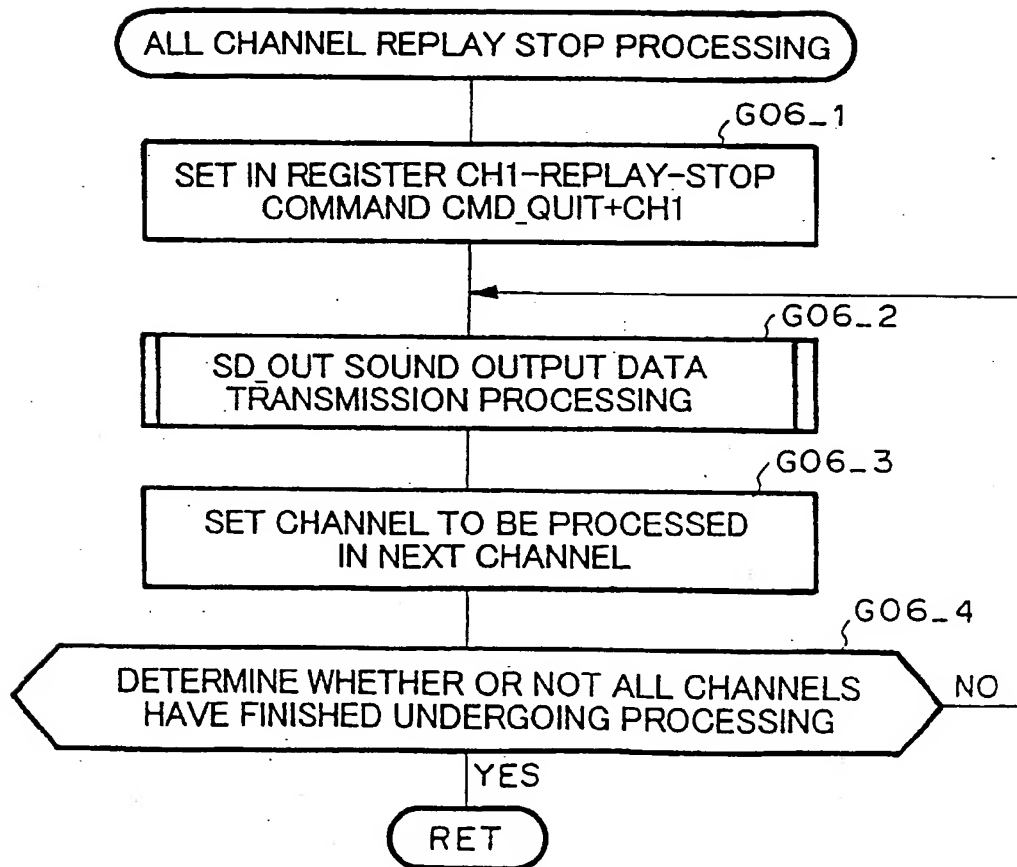 ALL CHANNEL REPLAY STOP PROCESSING
G06_1
SET IN REGISTER CH1-REPLAY-STOP
COMMAND CMD_QUIT+CH1
G06_2
SD_OUT SOUND OUTPUT DATA
TRANSMISSION PROCESSING
G06_3
SET CHANNEL TO BE PROCESSED
IN NEXT CHANNEL
G06_4
DETERMINE WHETHER OR NOT ALL CHANNELS
HAVE FINISHED UNDERGOING PROCESSING
NO
YES
RET